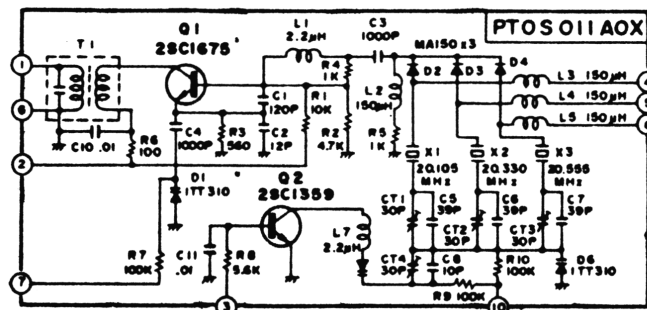 PTOS011AOX
Q1
2SC1675
L1
2.2μH
C3
1000P
MA150x3
T1
R4
1K
D2
D3
D4
L3 150μH
L4 150μH
L5 150μH
L2
150μH
1
6
2
7
3
10
4
C1
120P
R1
10K
C10 .01
R6
100
C4
1000P
R3
560
C2
12P
R2
4.7K
R5
1K
D1
1TT310
X1
20.105
MHz
X2
20.330
MHz
X3
20.555
MHz
Q2
2SC1359
CT1
30P
C5
39P
CT2
30P
C6
39P
CT3
30P
C7
39P
L7
2.2μH
R7
100K
C11
.01
R8
5.6K
CT4
30P
C8
10P
R10
100K
D6
1TT310
R9 100K